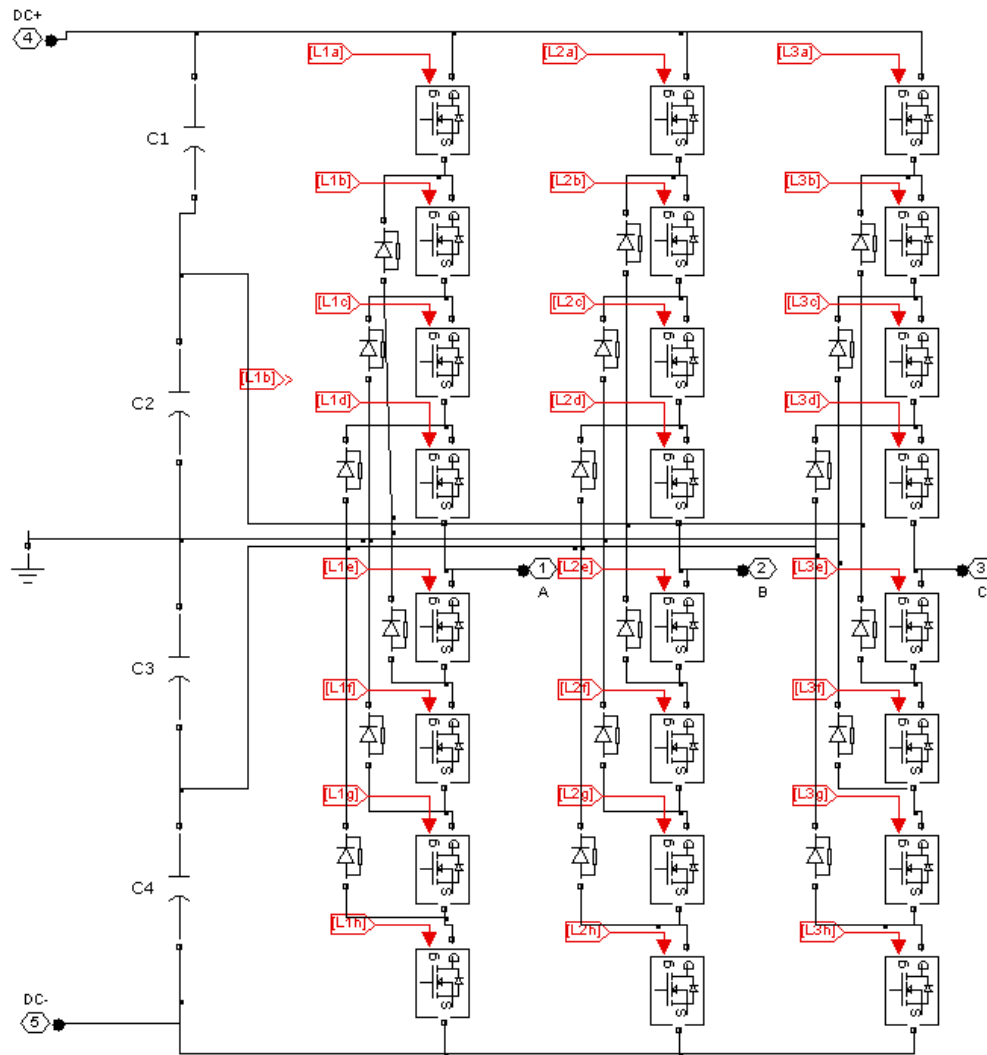 DC+
4
[L1a] [L2a] [L3a]
g D S g D S g D S
C1
[L1b] [L2b] [L3b]
g D S g D S g D S
[L1c] [L2c] [L3c]
g D S g D S g D S
[L1b]
C2
[L1d] [L2d] [L3d]
g D S g D S g D S
[L1e] 1 [L2e] 2 [L3e] 3
A B C
g D S g D S g D S
C3
[L1f] [L2f] [L3f]
g D S g D S g D S
[L1g] [L2g] [L3g]
g D S g D S g D S
C4
[L1h] [L2h] [L3h]
g D S g D S g D S
DC-
5